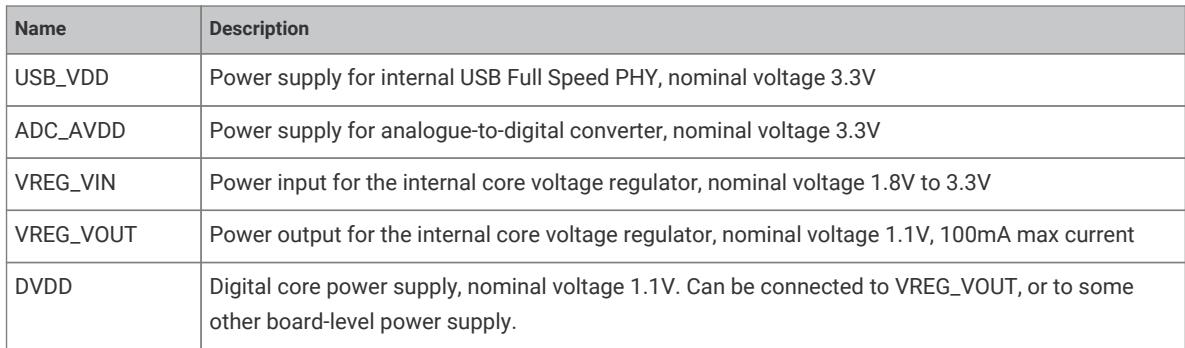 Name Description
USB_VDD Power supply for internal USB Full Speed PHY, nominal voltage 3.3V
ADC_AVDD Power supply for analogue-to-digital converter, nominal voltage 3.3V
VREG_VIN Power input for the internal core voltage regulator, nominal voltage 1.8V to 3.3V
VREG_VOUT Power output for the internal core voltage regulator, nominal voltage 1.1V, 100mA max current
DVDD Digital core power supply, nominal voltage 1.1V. Can be connected to VREG_VOUT, or to some
other board-level power supply.